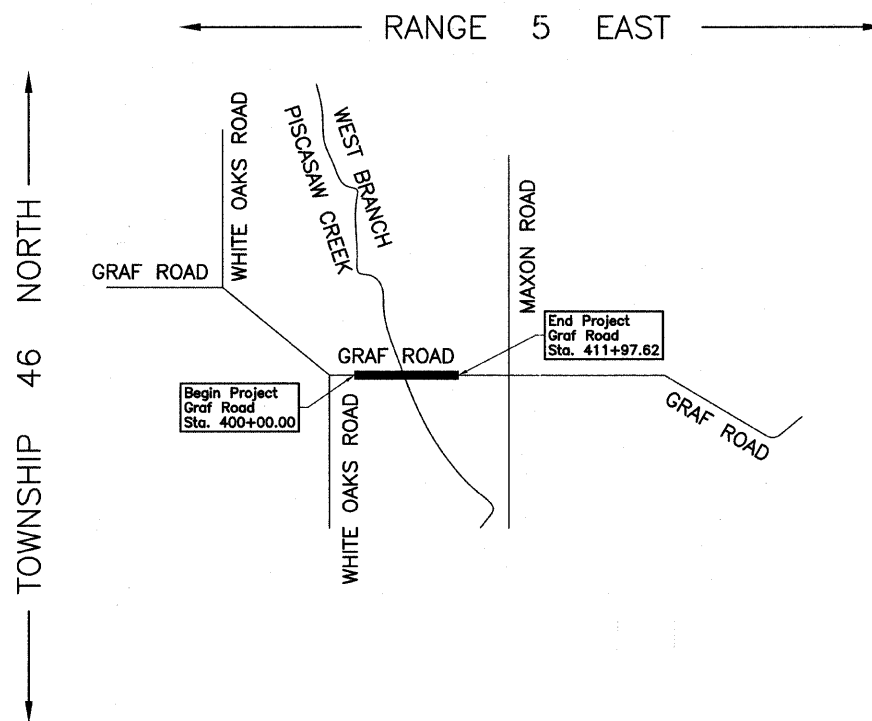 RANGE 5 EAST
TOWNSHIP 46 NORTH
WHITE OAKS ROAD
WEST BRANCH
PISCASAW CREEK
MAXON ROAD
GRAF ROAD
End Project
Graf Road
Sta. 411+97.62
GRAF ROAD
Begin Project
Graf Road
Sta. 400+00.00
WHITE OAKS ROAD
GRAF ROAD